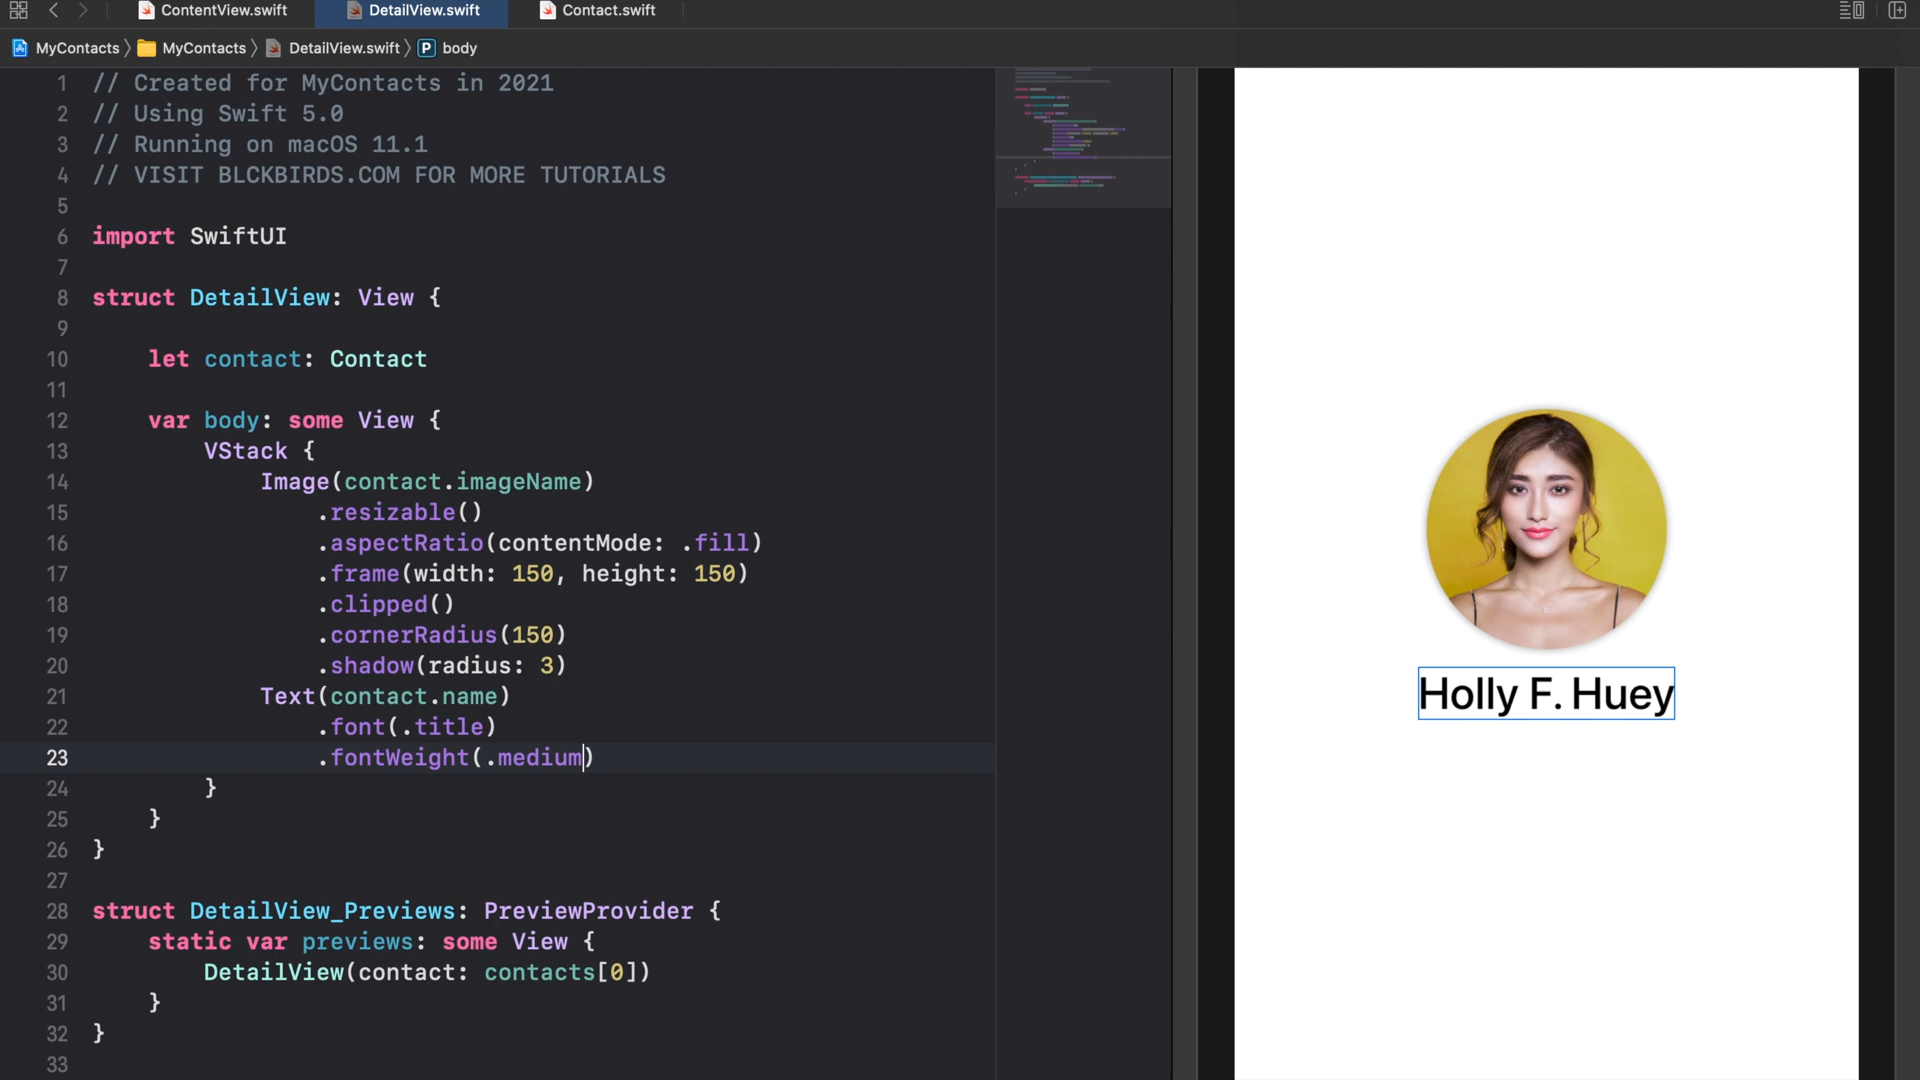 ContentView.swift DetailView.swift Contact.swift
MyContacts MyContacts DetailView.swift P body
1 // Created for MyContacts in 2021
2 // Using Swift 5.0
3 // Running on macOS 11.1
4 // VISIT BLCKBIRDS.COM FOR MORE TUTORIALS
5
6 import SwiftUI
7
8 struct DetailView: View {
9
10 let contact: Contact
11
12 var body: some View {
13 VStack {
14 Image(contact.imageName)
15 .resizable()
16 .aspectRatio(contentMode: .fill)
17 .frame(width: 150, height: 150)
18 .clipped()
19 .cornerRadius(150)
20 .shadow(radius: 3)
21 Text(contact.name)
22 .font(.title)
23 .fontWeight(.medium)
24 }
25 }
26 }
27
28 struct DetailView_Previews: PreviewProvider {
29 static var previews: some View {
30 DetailView(contact: contacts[0])
31 }
32 }
33
Holly F. Huey